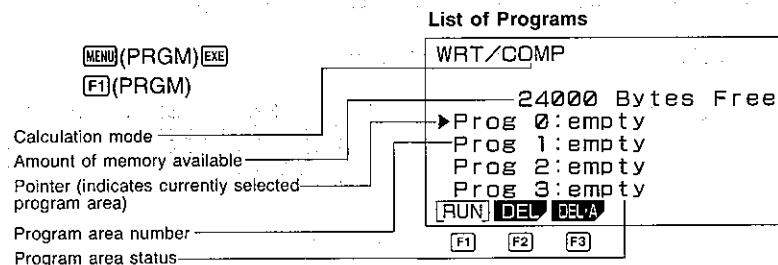 List of Programs
MENU (PRGM) EXE
F1 (PRGM)
WRT/COMP
24000 Bytes Free
Prog 0:empty
Prog 1:empty
Prog 2:empty
Prog 3:empty
RUN DEL DEL·A
F1 F2 F3
Calculation mode
Amount of memory available
Pointer (indicates currently selected
program area)
Program area number
Program area status